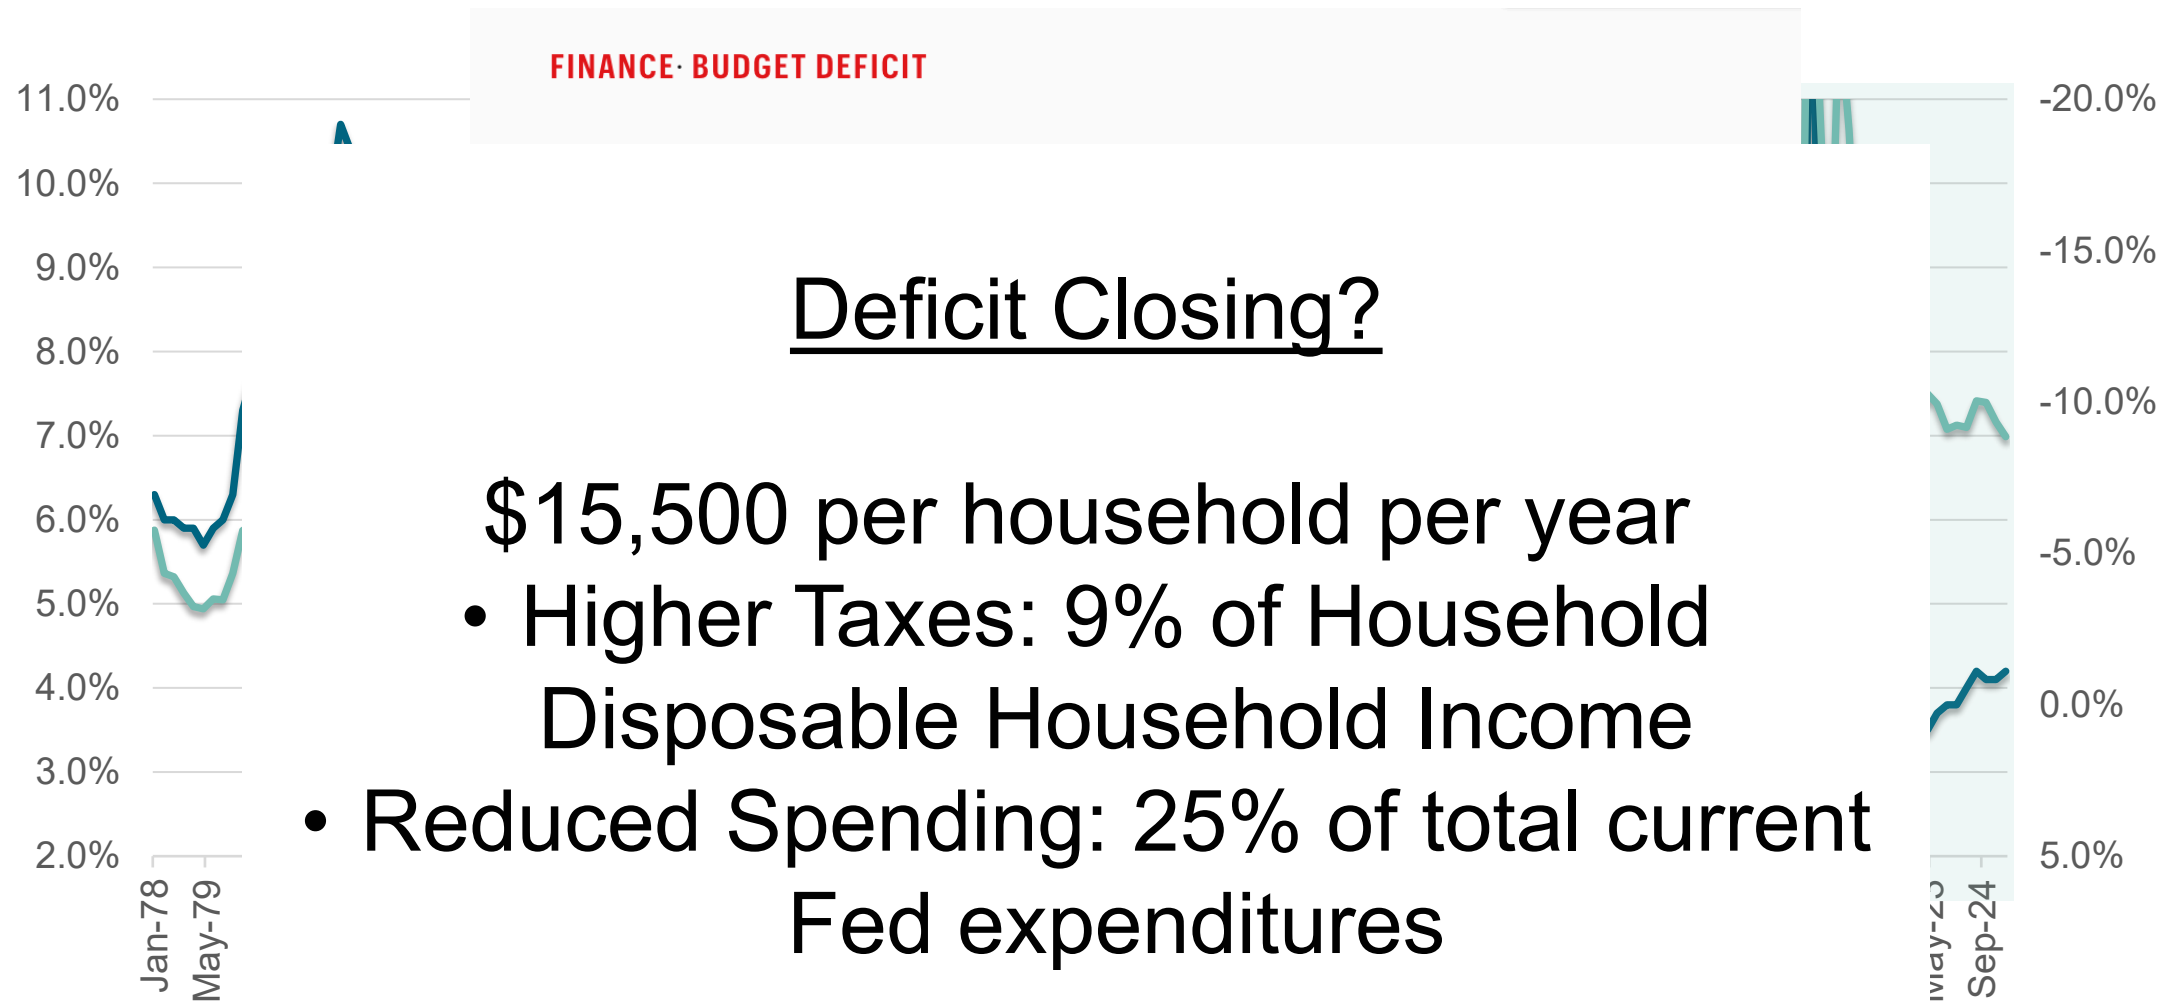 FINANCE· BUDGET DEFICIT
11.0%
10.0%
9.0%
8.0%
7.0%
6.0%
5.0%
4.0%
3.0%
2.0%
Deficit Closing?
$15,500 per household per year
• Higher Taxes: 9% of Household
Disposable Household Income
• Reduced Spending: 25% of total current
Fed expenditures
-20.0%
-15.0%
-10.0%
-5.0%
0.0%
5.0%
Jan-78
May-79
May-23
Sep-24